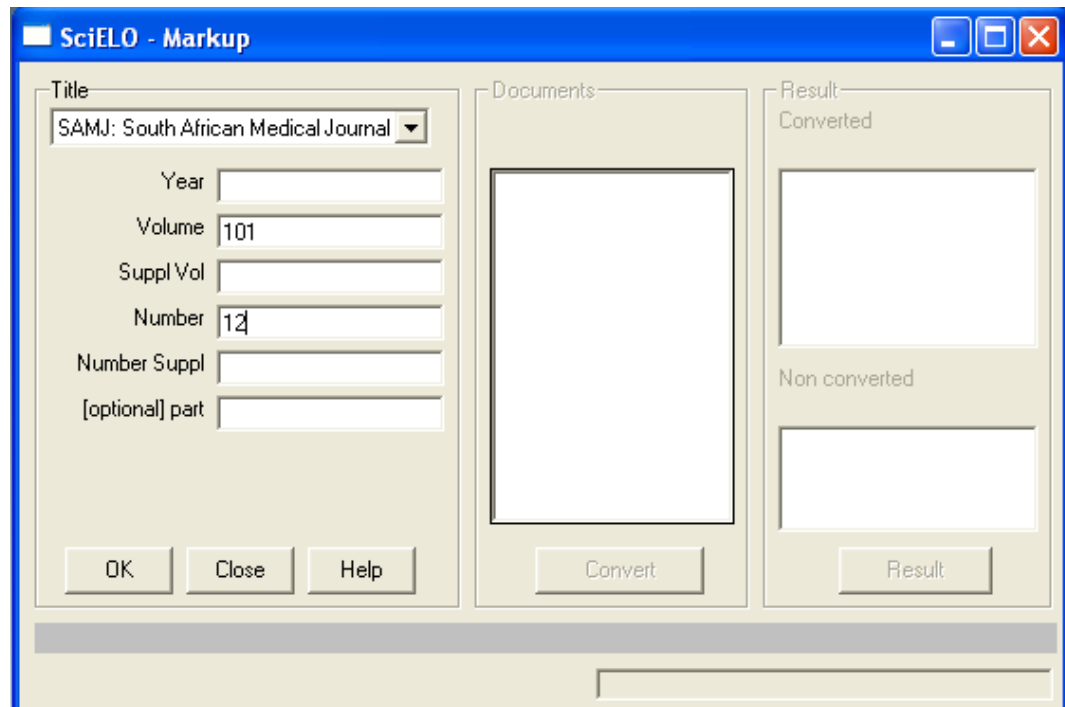 SciELO - Markup
Title
SAMJ: South African Medical Journal
Year
Volume 101
Suppl Vol
Number 12
Number Suppl
[optional] part
OK Close Help
Documents
Convert
Result
Converted
Non converted
Result